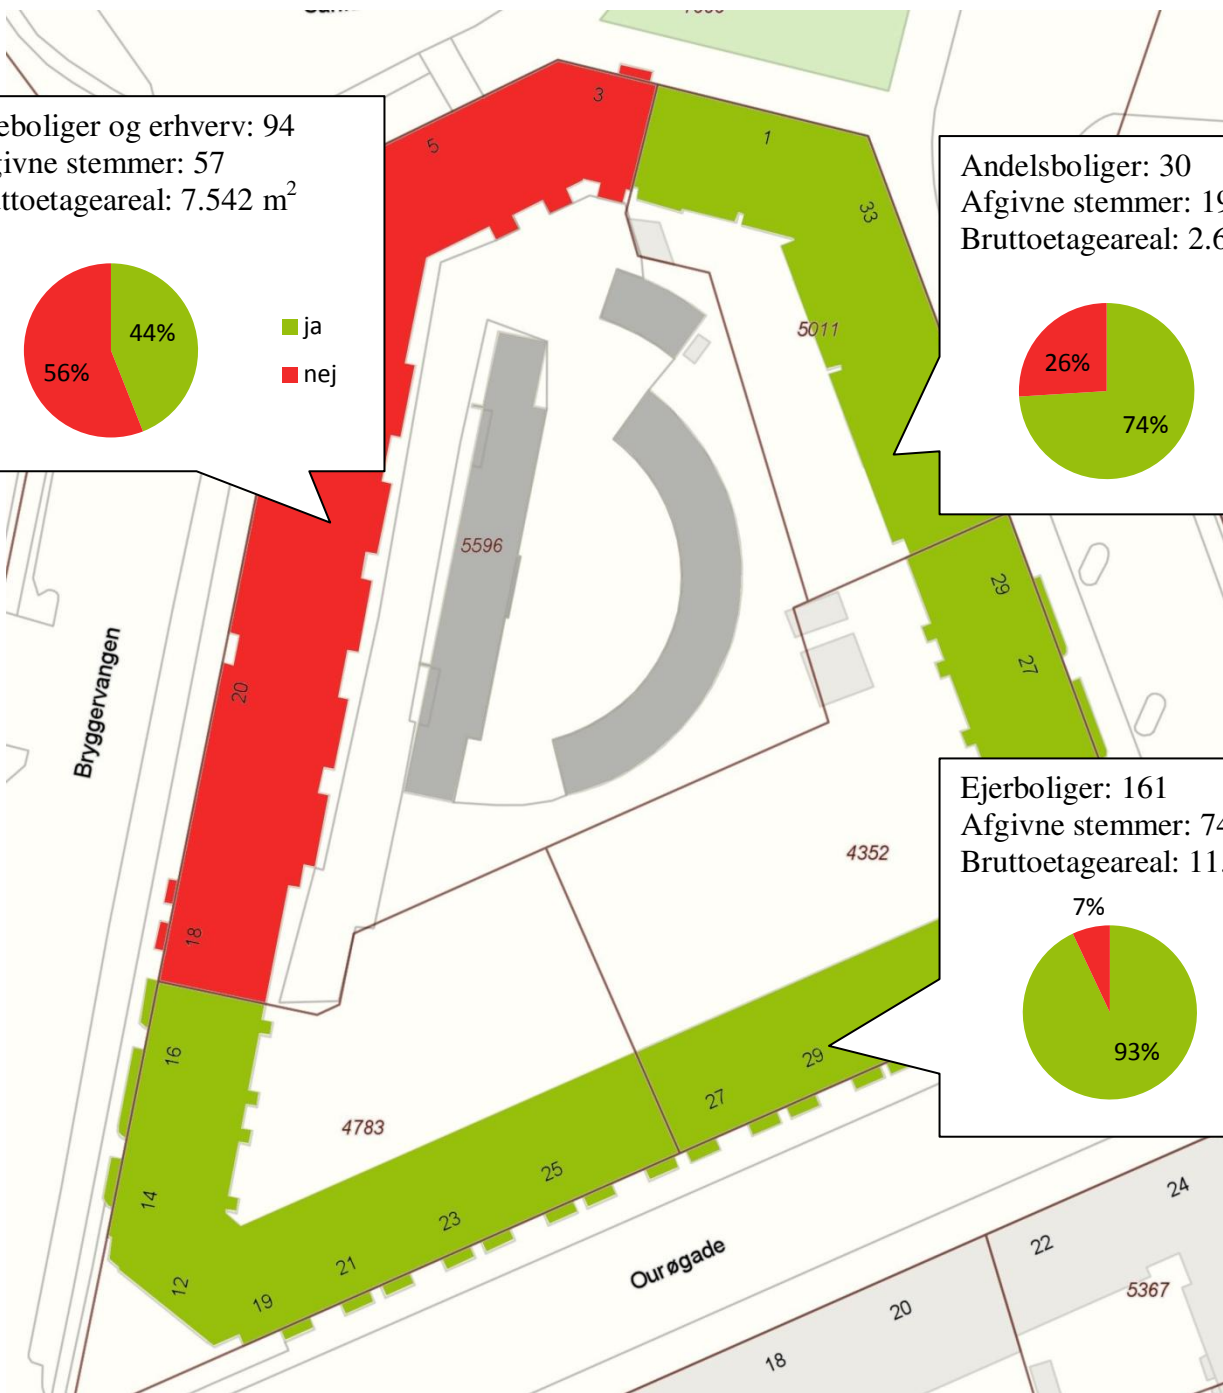 3
5
1
33
eboliger og erhverv: 94
givne stemmer: 57
ttoetageareal: 7.542 m²
44%
56%
ja
nej
Andelsboliger: 30
Afgivne stemmer: 19
Bruttoetageareal: 2.6
26%
74%
5011
5596
29
27
20
Bryggervangen
Ejerboliger: 161
Afgivne stemmer: 74
Bruttoetageareal: 11.
7%
93%
4352
18
16
29
27
4783
25
14
23
21
12
19
Ourøgade
24
22
5367
20
18